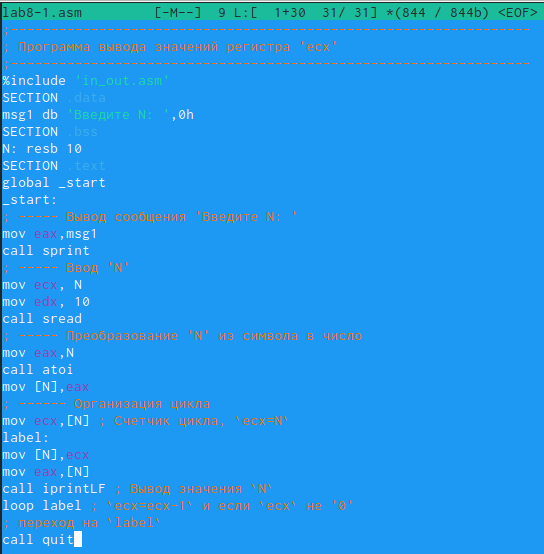 lab8-1.asm [-M--] 9 L:[ 1+30 31/ 31] *(844 / 844b) <EOF>
;-----------------------------------------------------------------
; Программа вывода значений регистра 'ecx'
;-----------------------------------------------------------------
%include 'in_out.asm'
SECTION .data
msg1 db 'Введите N: ',0h
SECTION .bss
N: resb 10
SECTION .text
global _start
_start:
; ----- Вывод сообщения 'Введите N: '
mov eax,msg1
call sprint
; ----- Ввод 'N'
mov ecx, N
mov edx, 10
call sread
; ----- Преобразование 'N' из символа в число
mov eax,N
call atoi
mov [N],eax
; ------ Организация цикла
mov ecx,[N] ; Счетчик цикла, `ecx=N`
label:
mov [N],ecx
mov eax,[N]
call iprintLF ; Вывод значения `N`
loop label ; `ecx=ecx-1` и если `ecx` не '0'
; переход на `label`
call quit